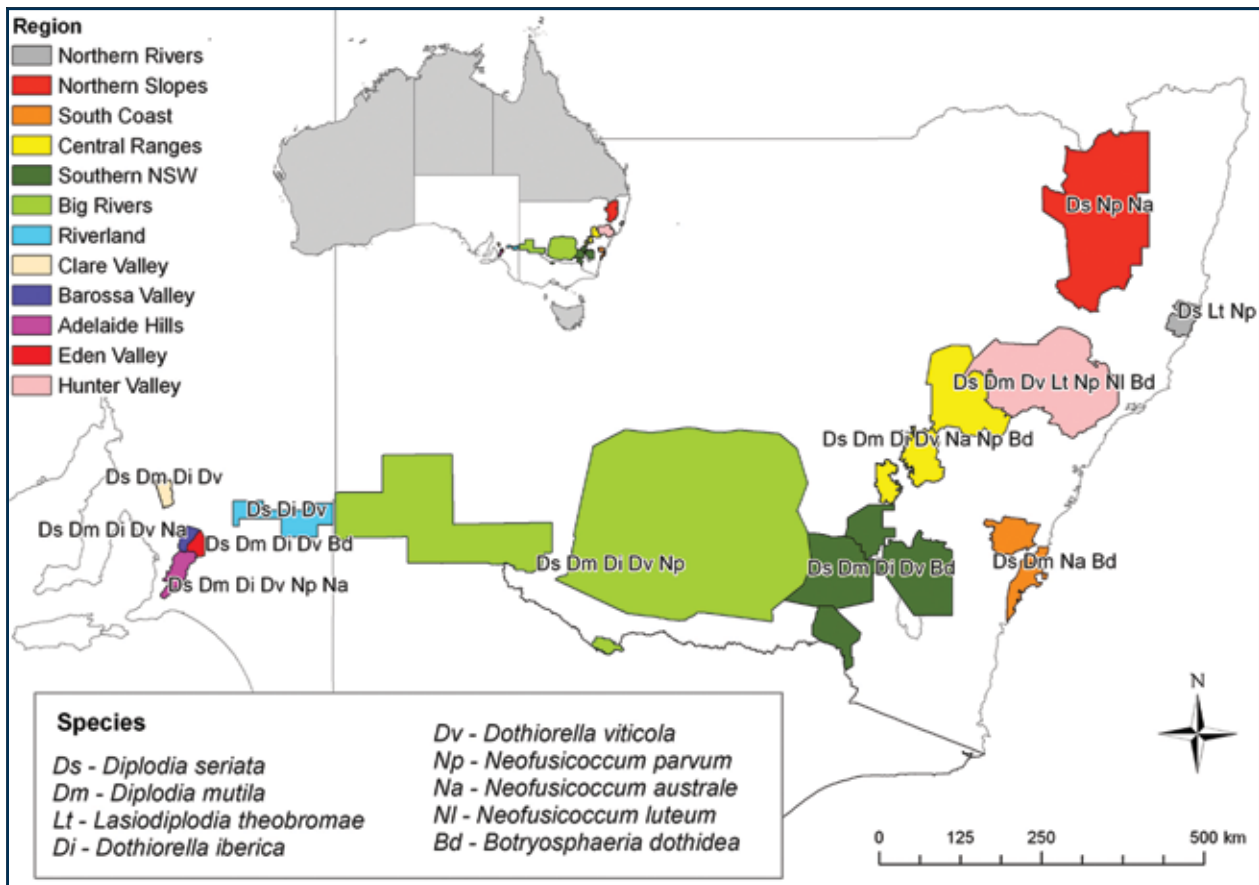 Region
Northern Rivers
Northern Slopes
South Coast
Central Ranges
Southern NSW
Big Rivers
Riverland
Clare Valley
Barossa Valley
Adelaide Hills
Eden Valley
Hunter Valley
Ds Np Na
Ds Lt Np
Ds Dm Dv Lt Np Nl Bd
Ds Dm Di Dv Na Np Bd
Ds Dm Di Dv
Ds Di Dv
Ds Dm Di Dv Na
Ds Dm Di Dv Bd
Ds Dm Di Dv Np Na
Ds Dm Di Dv Np
Ds Dm Di Dv Bd
Ds Dm Na Bd
N
Species
Ds - Diplodia seriata
Dm - Diplodia mutila
Lt - Lasiodiplodia theobromae
Di - Dothiorella iberica
Dv - Dothiorella viticola
Np - Neofusicoccum parvum
Na - Neofusicoccum australe
Nl - Neofusicoccum luteum
Bd - Botryosphaeria dothidea
0 125 250 500 km